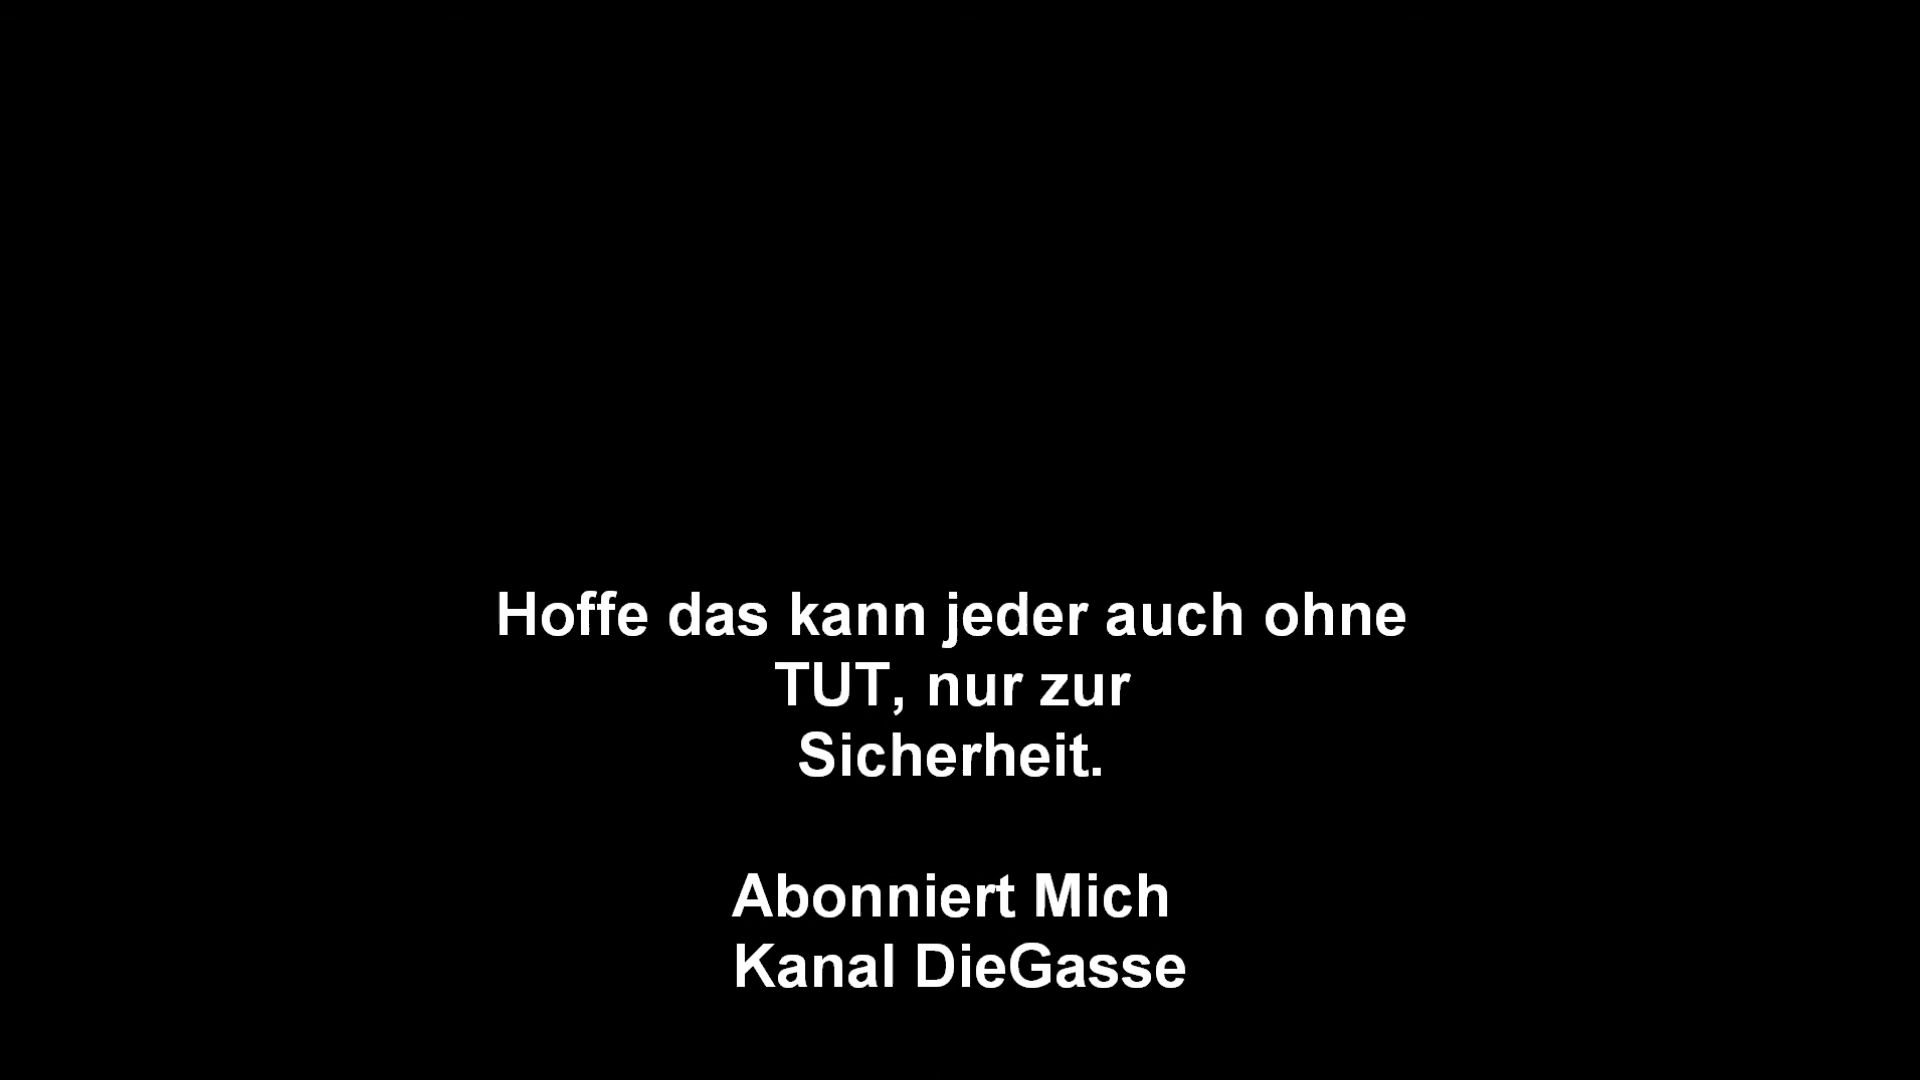 Hoffe das kann jeder auch ohne
TUT, nur zur
Sicherheit.
Abonniert Mich
Kanal DieGasse